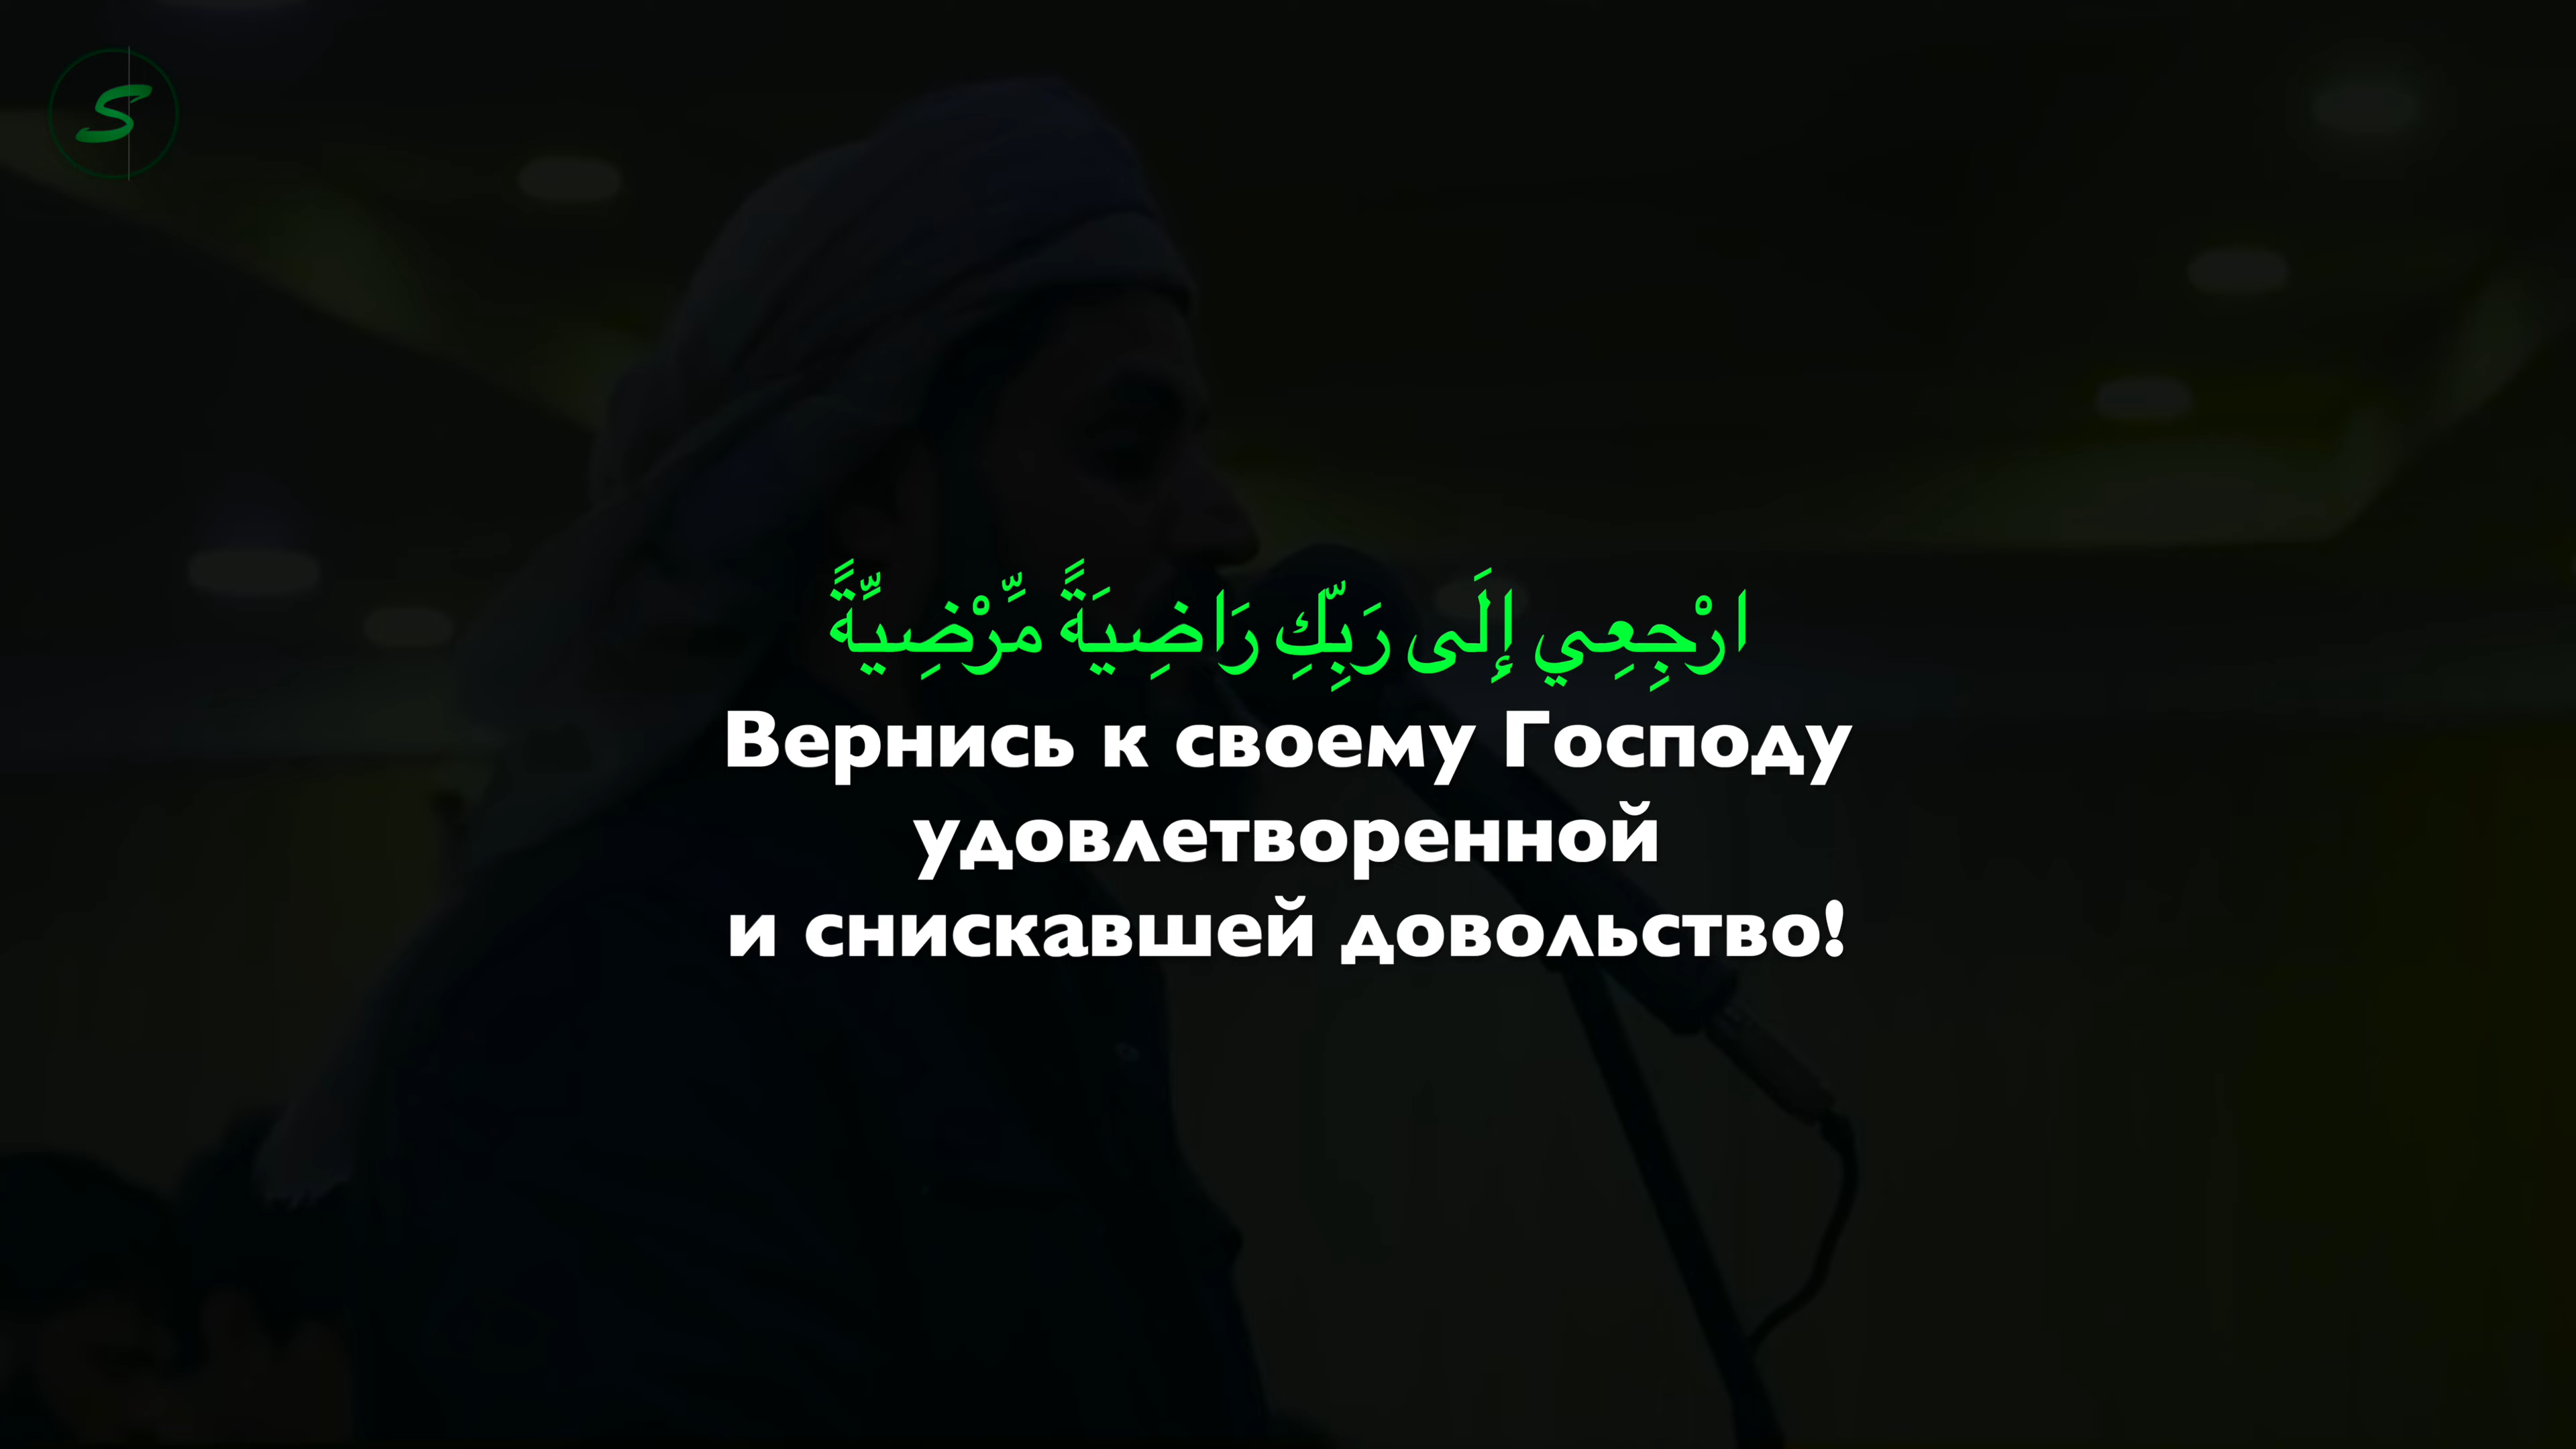 S
ارْجِعِي إِلَى رَبِّكِ رَاضِيَةً مَّرْضِيَّةً
Вернись к своему Господу
удовлетворенной
и снискавшей довольство!